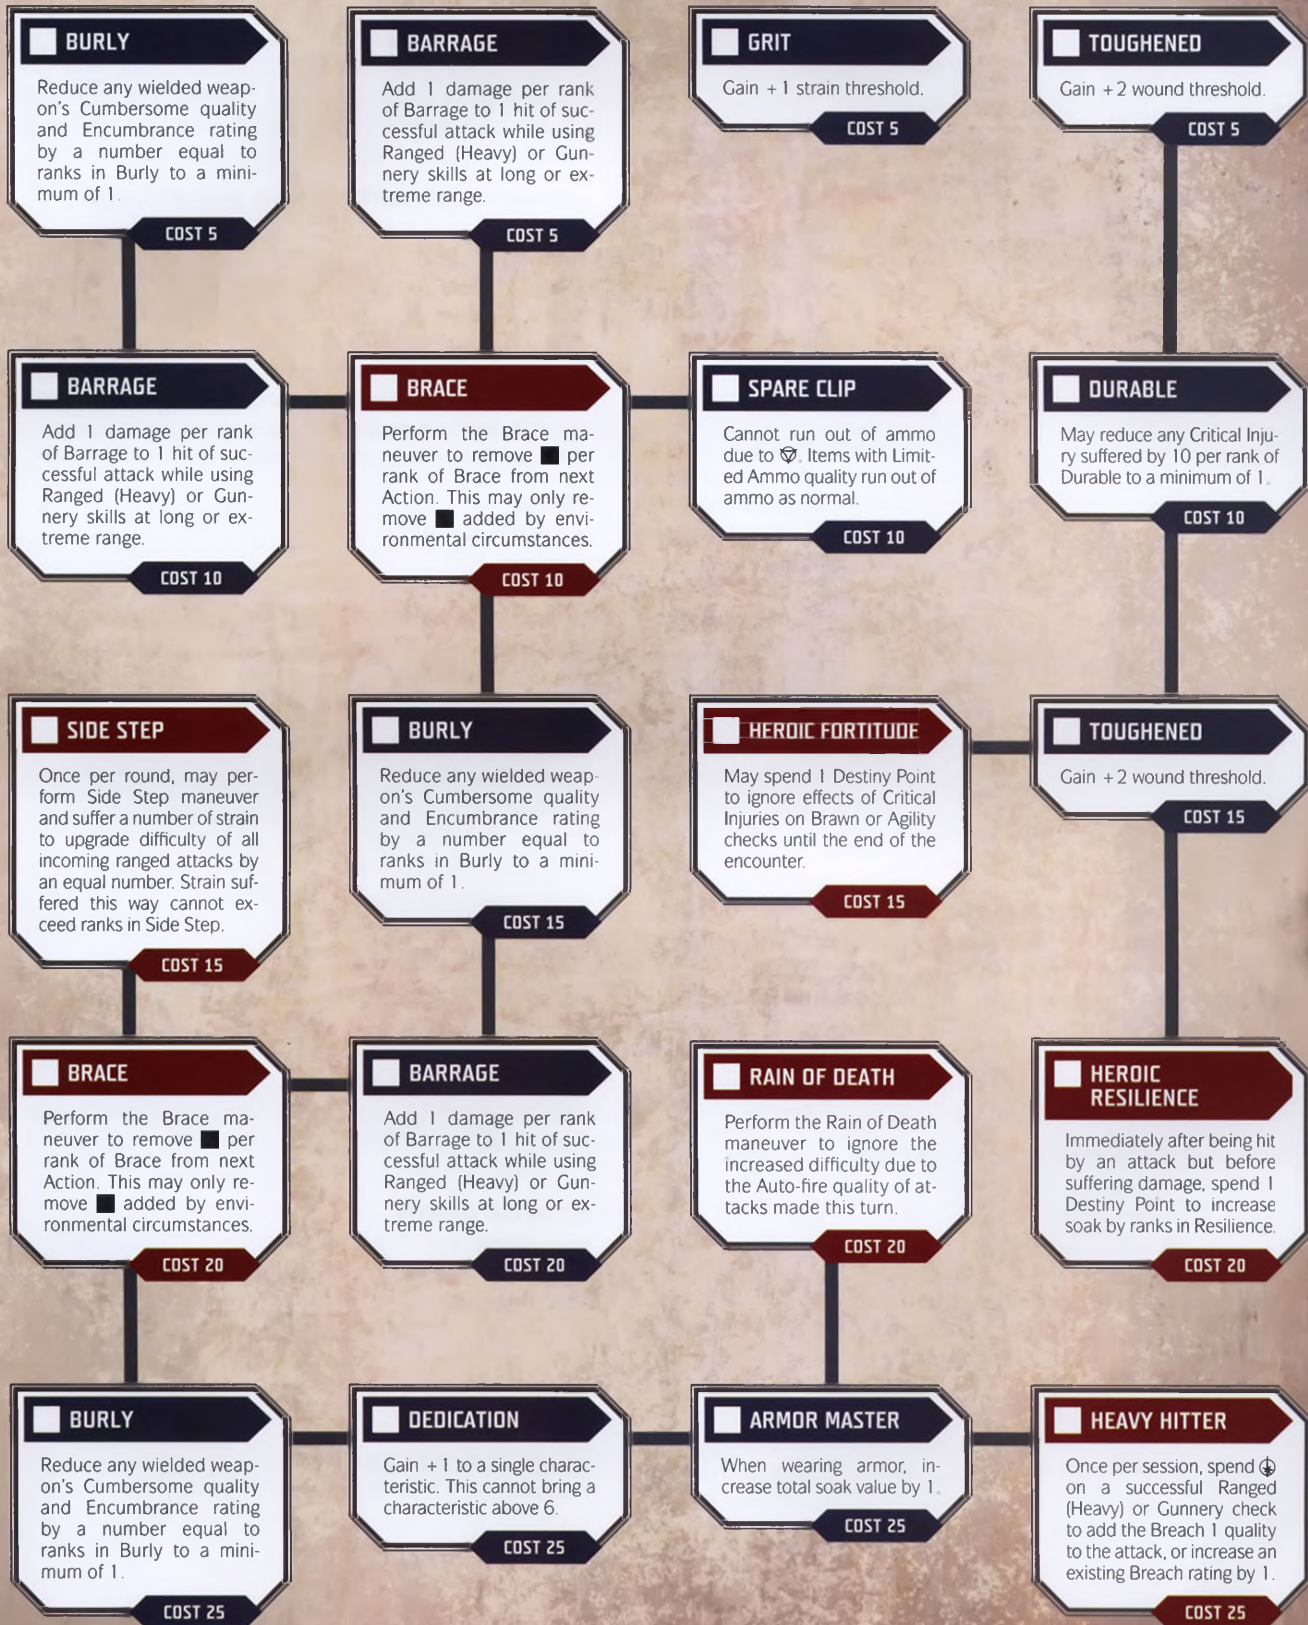 BURLY
Reduce any wielded weap-
on's Cumbersome quality
and Encumbrance rating
by a number equal to
ranks in Burly to a mini-
mum of 1.
COST 5
BARRAGE
Add 1 damage per rank
of Barrage to 1 hit of suc-
cessful attack while using
Ranged (Heavy) or Gun-
nery skills at long or ex-
treme range.
COST 5
GRIT
Gain +1 strain threshold.
COST 5
TOUGHENED
Gain +2 wound threshold.
COST 5
BARRAGE
Add 1 damage per rank
of Barrage to 1 hit of suc-
cessful attack while using
Ranged (Heavy) or Gun-
nery skills at long or ex-
treme range.
COST 10
BRACE
Perform the Brace ma-
neuver to remove ■ per
rank of Brace from next
Action. This may only re-
move ■ added by envi-
ronmental circumstances.
COST 10
SPARE CLIP
Cannot run out of ammo
due to . Items with Limit-
ed Ammo quality run out of
ammo as normal.
COST 10
DURABLE
May reduce any Critical Inju-
ry suffered by 10 per rank of
Durable to a minimum of 1.
COST 10
SIDE STEP
Once per round, may per-
form Side Step maneuver
and suffer a number of strain
to upgrade difficulty of all
incoming ranged attacks by
an equal number. Strain suf-
fered this way cannot ex-
ceed ranks in Side Step.
COST 15
BURLY
Reduce any wielded weap-
on's Cumbersome quality
and Encumbrance rating
by a number equal to
ranks in Burly to a mini-
mum of 1.
COST 15
HEROIC FORTITUDE
May spend 1 Destiny Point
to ignore effects of Critical
Injuries on Brawn or Agility
checks until the end of the
encounter.
COST 15
TOUGHENED
Gain +2 wound threshold.
COST 15
BRACE
Perform the Brace ma-
neuver to remove ■ per
rank of Brace from next
Action. This may only re-
move ■ added by envi-
ronmental circumstances.
COST 20
BARRAGE
Add 1 damage per rank
of Barrage to 1 hit of suc-
cessful attack while using
Ranged (Heavy) or Gun-
nery skills at long or ex-
treme range.
COST 20
RAIN OF DEATH
Perform the Rain of Death
maneuver to ignore the
increased difficulty due to
the Auto-fire quality of at-
tacks made this turn.
COST 20
HEROIC
RESILIENCE
Immediately after being hit
by an attack but before
suffering damage, spend 1
Destiny Point to increase
soak by ranks in Resilience.
COST 20
BURLY
Reduce any wielded weap-
on's Cumbersome quality
and Encumbrance rating
by a number equal to
ranks in Burly to a mini-
mum of 1.
COST 25
DEDICATION
Gain +1 to a single charac-
teristic. This cannot bring a
characteristic above 6.
COST 25
ARMOR MASTER
When wearing armor, in-
crease total soak value by 1.
COST 25
HEAVY HITTER
Once per session, spend
on a successful Ranged
(Heavy) or Gunnery check
to add the Breach 1 quality
to the attack, or increase an
existing Breach rating by 1.
COST 25